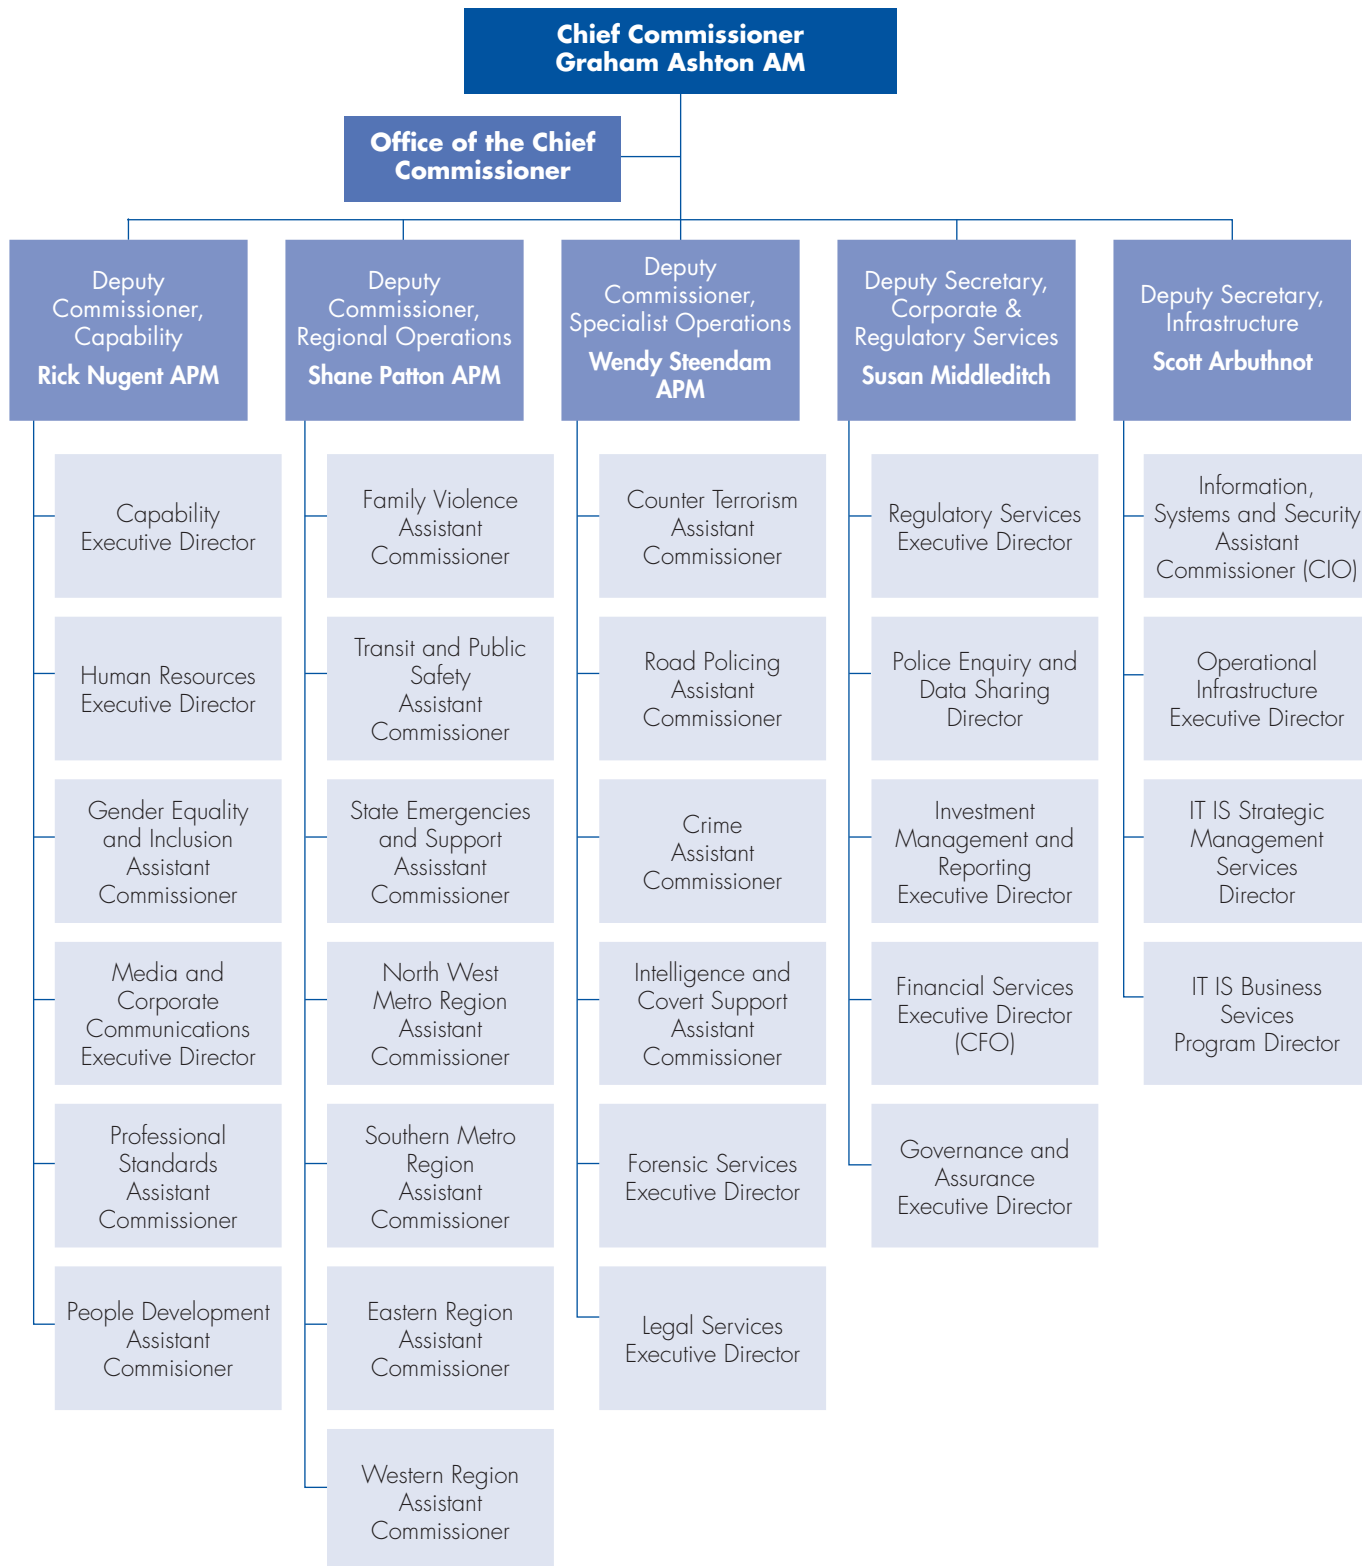 Chief Commissioner
Graham Ashton AM
Office of the Chief
Commissioner
Deputy
Commissioner,
Capability
Rick Nugent APM
Capability
Executive Director
Human Resources
Executive Director
Gender Equality
and Inclusion
Assistant
Commissioner
Media and
Corporate
Communications
Executive Director
Professional
Standards
Assistant
Commissioner
People Development
Assistant
Commisioner
Deputy
Commissioner,
Regional Operations
Shane Patton APM
Family Violence
Assistant
Commissioner
Transit and Public
Safety
Assistant
Commissioner
State Emergencies
and Support
Assisstant
Commissioner
North West
Metro Region
Assistant
Commissioner
Southern Metro
Region
Assistant
Commissioner
Eastern Region
Assistant
Commissioner
Western Region
Assistant
Commissioner
Deputy
Commissioner,
Specialist Operations
Wendy Steendam
APM
Counter Terrorism
Assistant
Commissioner
Road Policing
Assistant
Commissioner
Crime
Assistant
Commissioner
Intelligence and
Covert Support
Assistant
Commissioner
Forensic Services
Executive Director
Legal Services
Executive Director
Deputy Secretary,
Corporate &
Regulatory Services
Susan Middleditch
Regulatory Services
Executive Director
Police Enquiry and
Data Sharing
Director
Investment
Management and
Reporting
Executive Director
Financial Services
Executive Director
(CFO)
Governance and
Assurance
Executive Director
Deputy Secretary,
Infrastructure
Scott Arbuthnot
Information,
Systems and Security
Assistant
Commissioner (CIO)
Operational
Infrastructure
Executive Director
IT IS Strategic
Management
Services
Director
IT IS Business
Sevices
Program Director